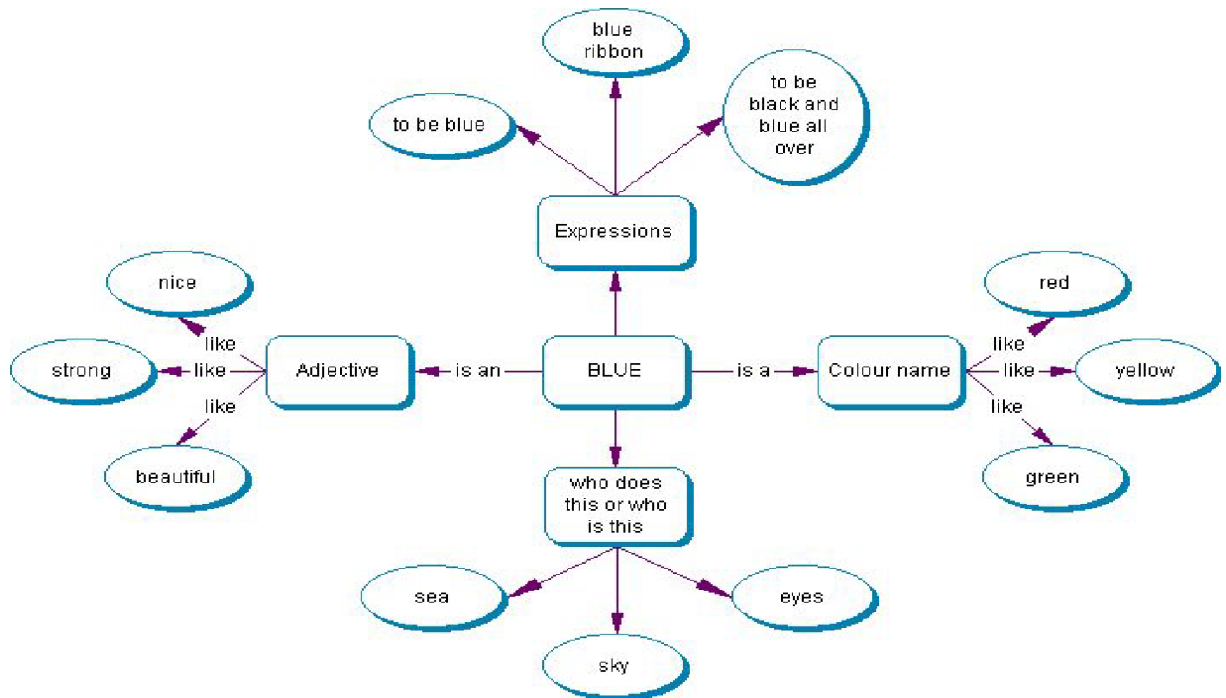 blue
ribbon
to be blue
to be
black and
blue all
over
Expressions
nice
red
like
like
strong
like
Adjective
is an
BLUE
is a
Colour name
like
yellow
like
like
beautiful
green
who does
this or who
is this
sea
eyes
sky